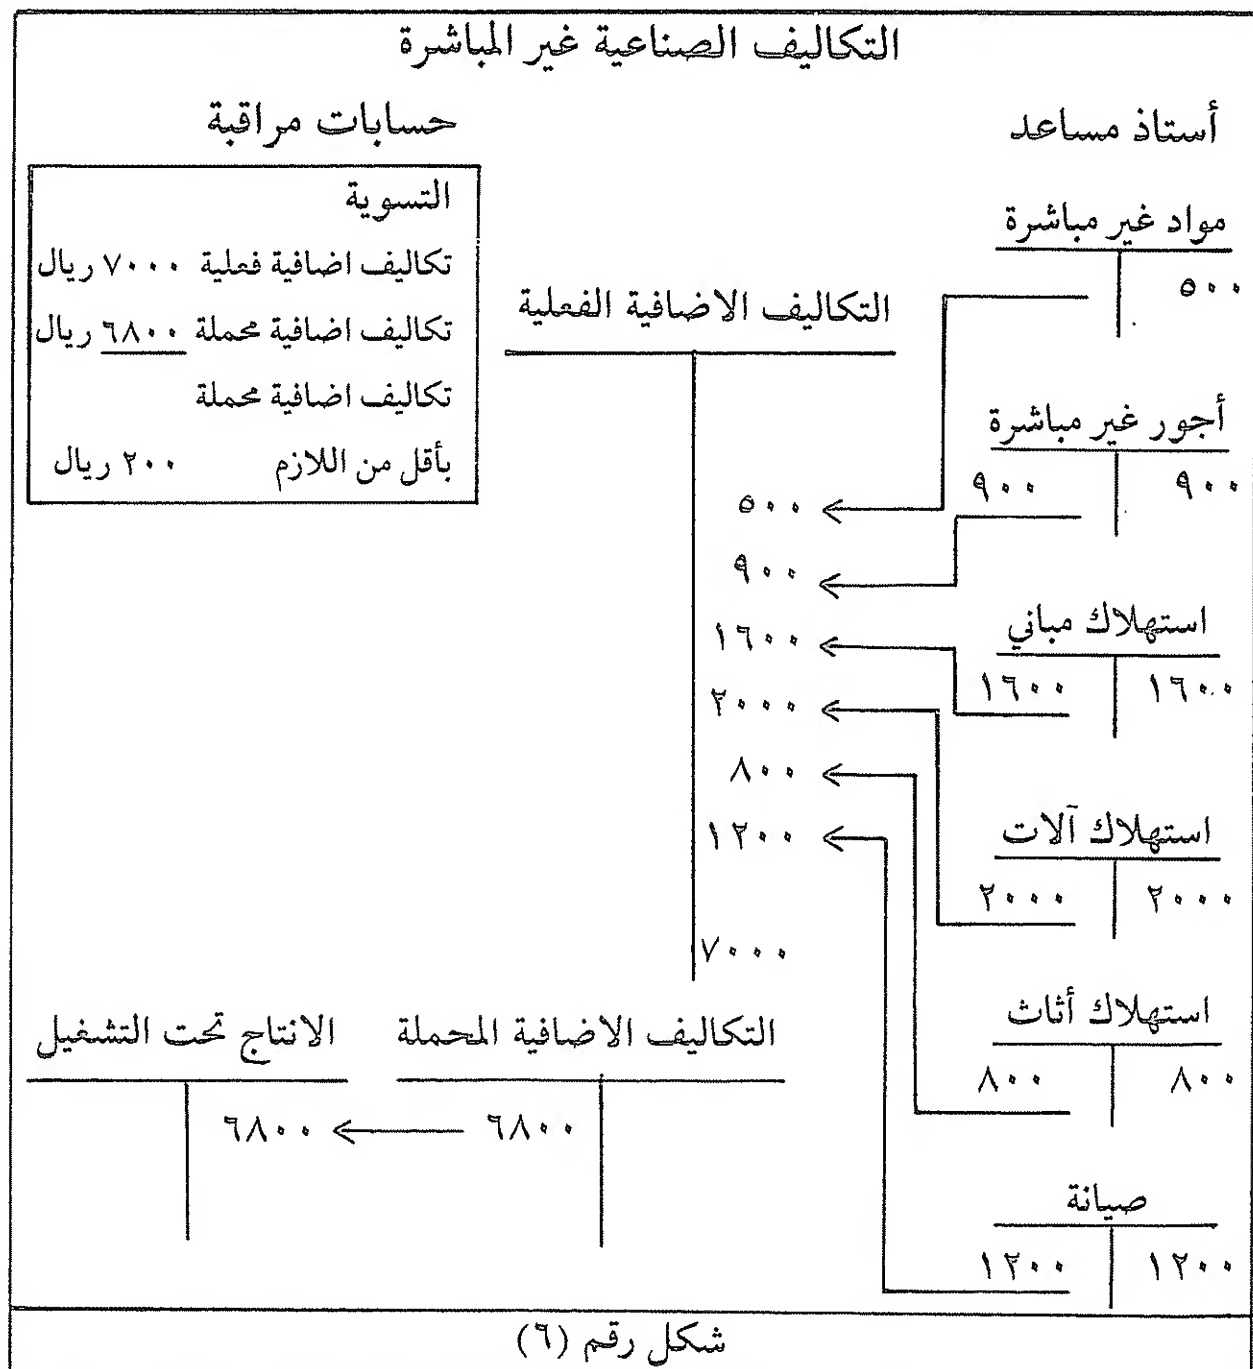 التكاليف الصناعية غير المباشرة
أستاذ مساعد
حسابات مراقبة
مواد غير مباشرة
٥٠٠
أجور غير مباشرة
٩٠٠ ٩٠٠
استهلاك مباني
١٦٠٠ ١٦٠٠
استهلاك آلات
٢٠٠٠ ٢٠٠٠
استهلاك أثاث
٨٠٠ ٨٠٠
صيانة
١٢٠٠ ١٢٠٠
التكاليف الاضافية الفعلية
٥٠٠
٩٠٠
١٦٠٠
٢٠٠٠
٨٠٠
١٢٠٠
٧٠٠٠
التسوية
تكاليف اضافية فعلية ٧٠٠٠ ريال
تكاليف اضافية محملة ٦٨٠٠ ريال
تكاليف اضافية محملة
بأقل من اللازم ٢٠٠ ريال
التكاليف الاضافية المحملة
٦٨٠٠
الانتاج تحت التشغيل
٦٨٠٠
شكل رقم (٦)